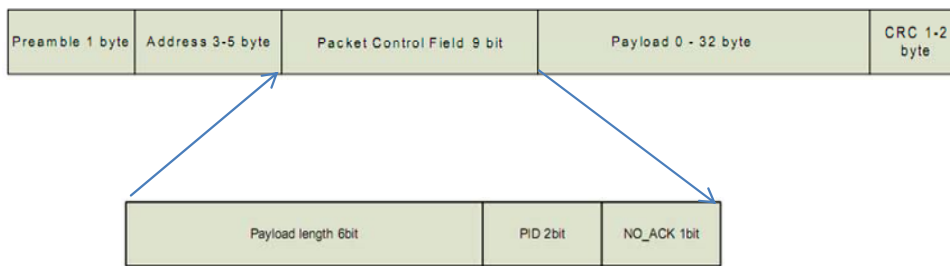 Preamble 1 byte
Address 3-5 byte
Packet Control Field 9 bit
Payload 0 - 32 byte
CRC 1-2
byte
Payload length 6bit
PID 2bit
NO_ACK 1bit